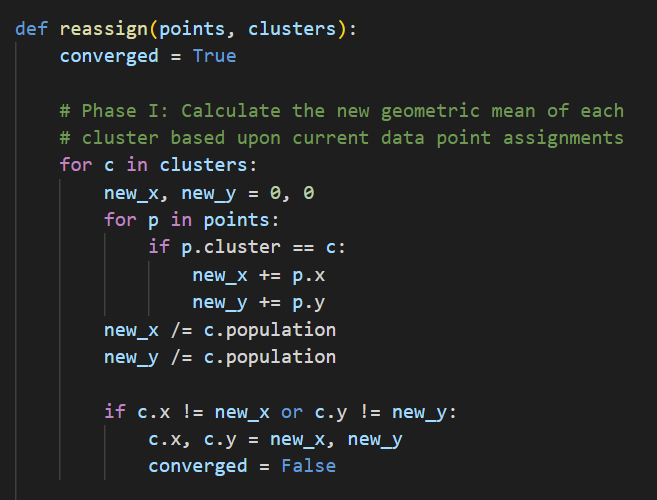 def reassign(points, clusters):
    converged = True

    # Phase I: Calculate the new geometric mean of each
    # cluster based upon current data point assignments
    for c in clusters:
        new_x, new_y = 0, 0
        for p in points:
            if p.cluster == c:
                new_x += p.x
                new_y += p.y
        new_x /= c.population
        new_y /= c.population

        if c.x != new_x or c.y != new_y:
            c.x, c.y = new_x, new_y
            converged = False